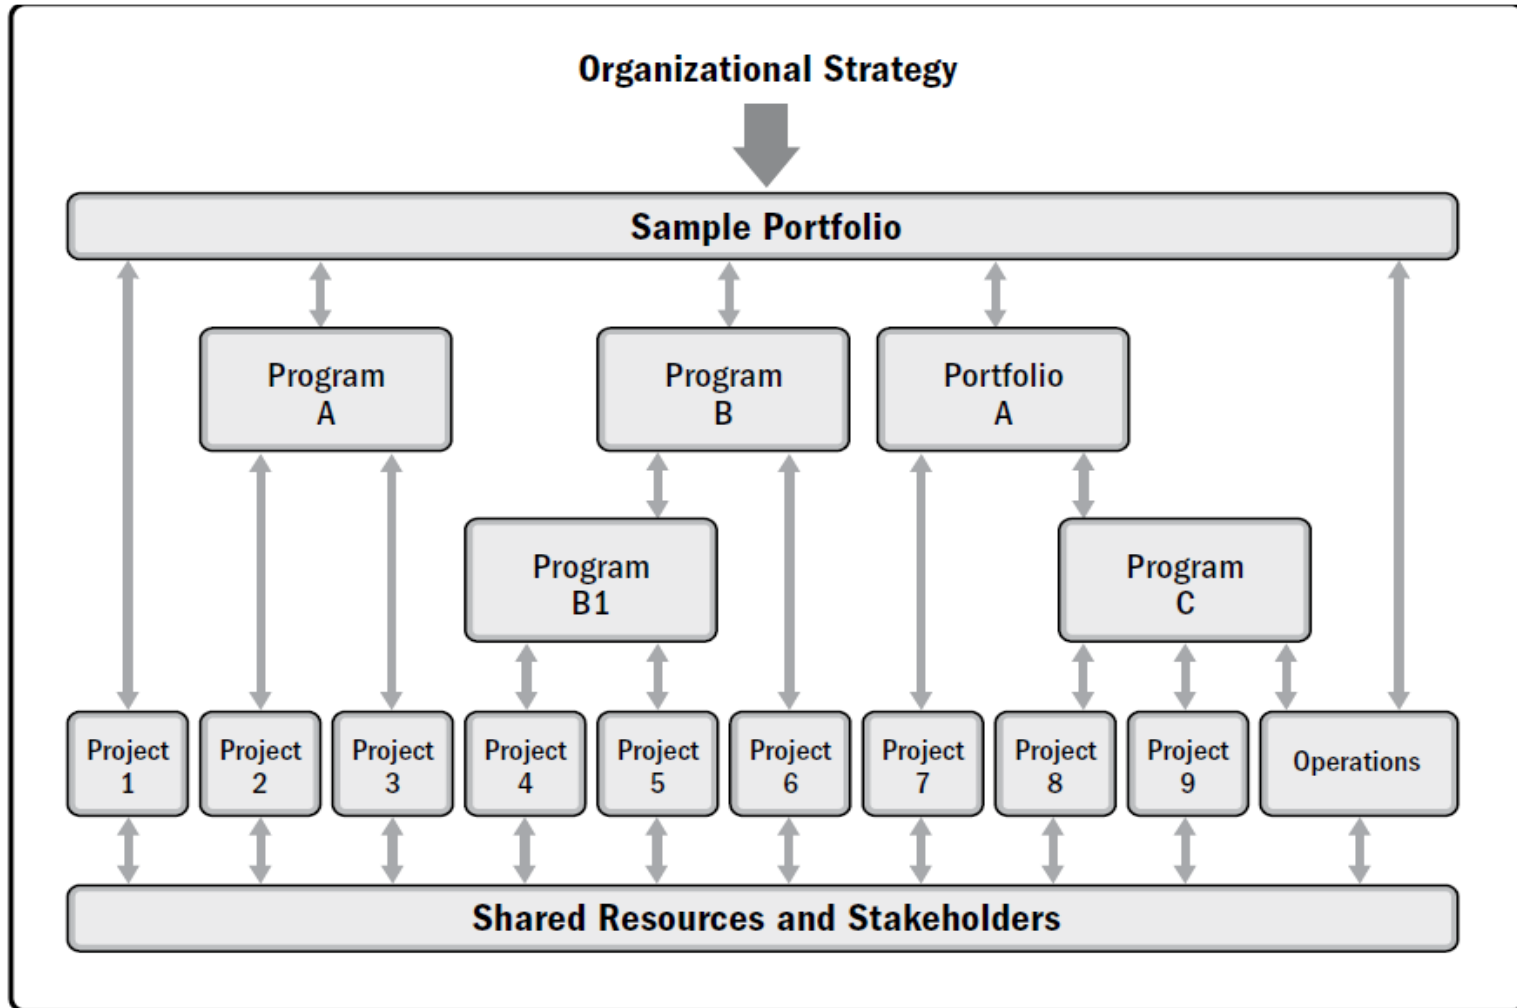 Organizational Strategy
Sample Portfolio
Program
A
Program
B
Portfolio
A
Program
B1
Program
C
Project
1
Project
2
Project
3
Project
4
Project
5
Project
6
Project
7
Project
8
Project
9
Operations
Shared Resources and Stakeholders